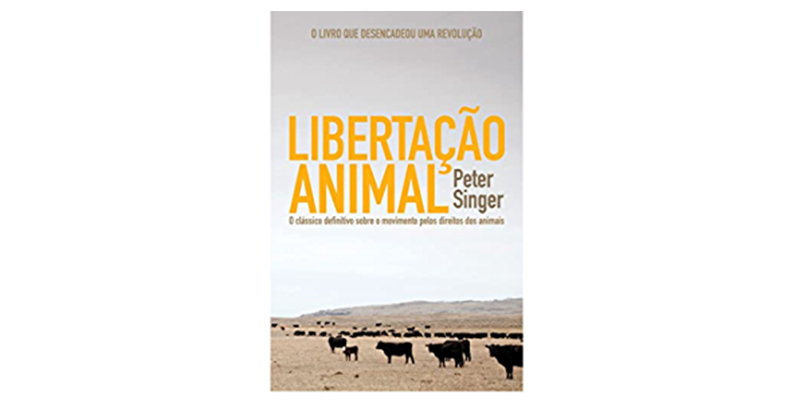 O LIVRO QUE DESENCADEOU UMA REVOLUÇÃO
LIBERTAÇÃO
ANIMAL
Peter
Singer
O clássico definitivo sobre o movimento pelos direitos dos animais